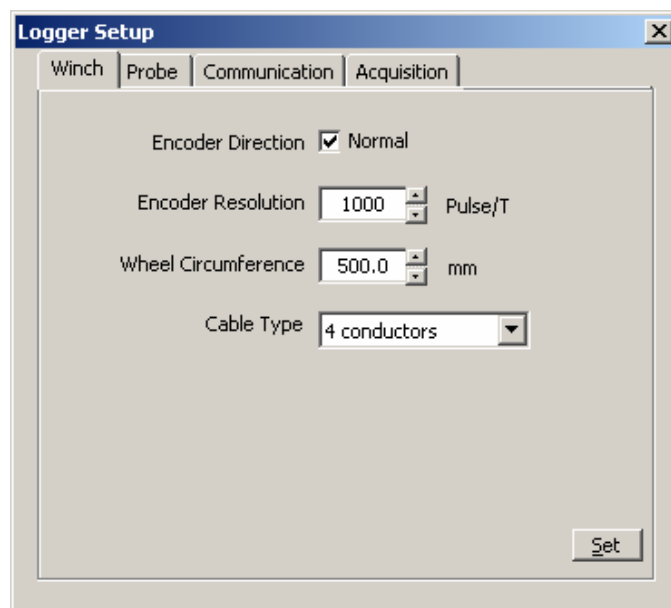 Logger Setup
Winch Probe Communication Acquisition
Encoder Direction Normal
Encoder Resolution 1000 Pulse/T
Wheel Circumference 500.0 mm
Cable Type 4 conductors
Set